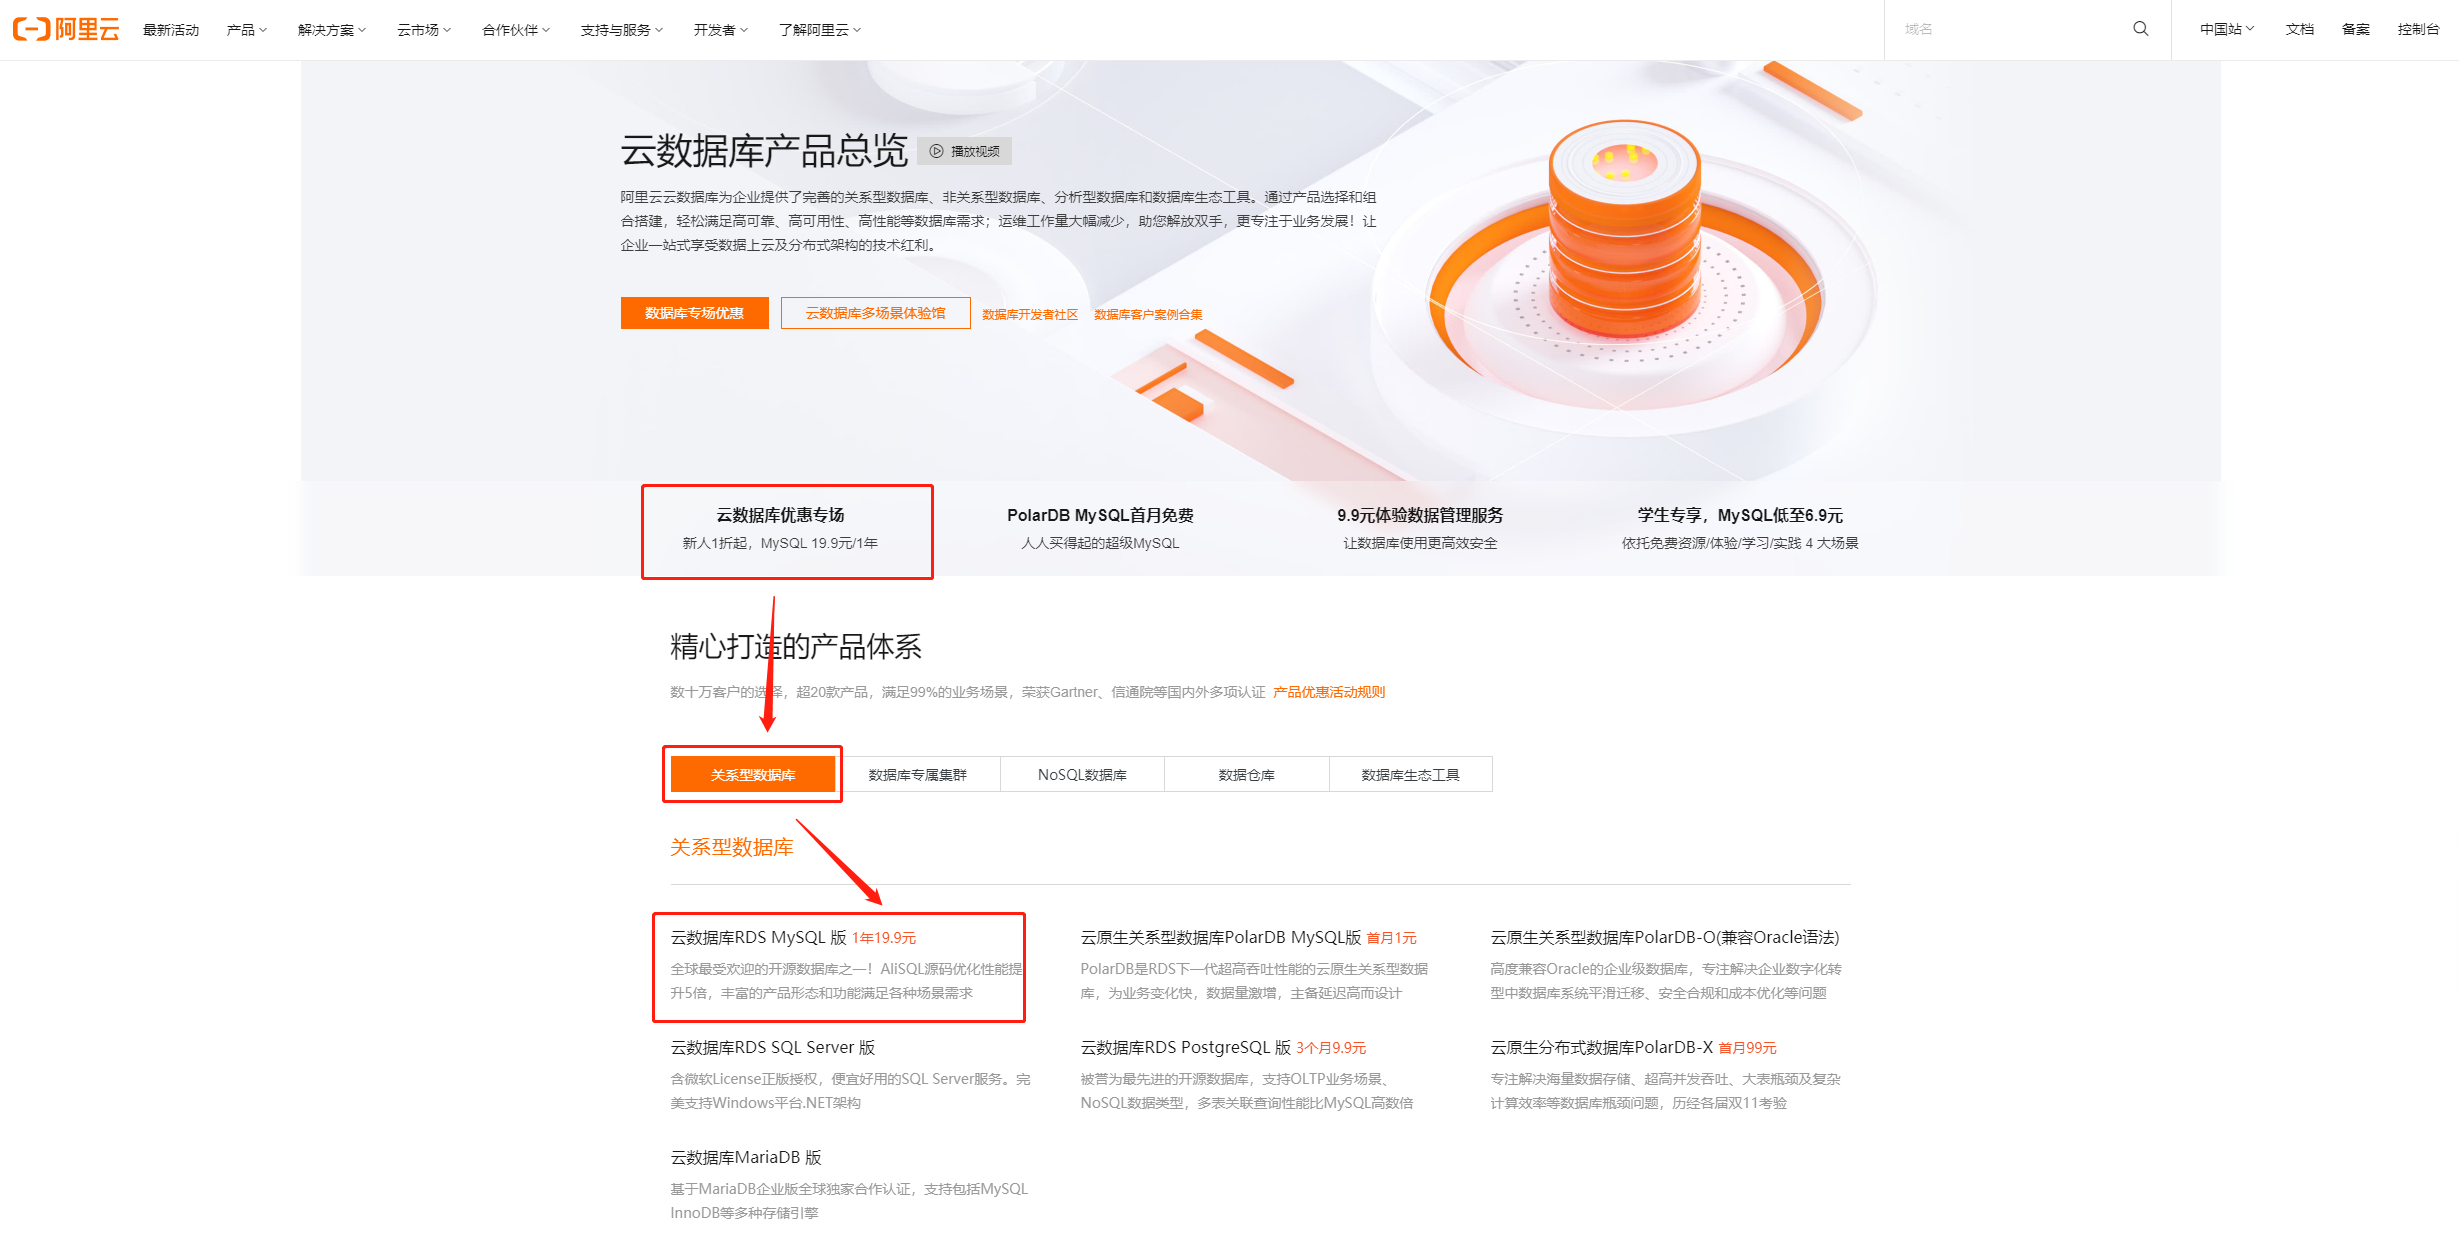 阿里云 最新活动 产品 解决方案 云市场 合作伙伴 支持与服务 开发者 了解阿里云 域名 中国站 文档 备案 控制台
云数据库产品总览 播放视频
阿里云云数据库为企业提供了完善的关系型数据库、非关系型数据库、分析型数据库和数据库生态工具。通过产品选择和组
合搭建，轻松满足高可靠、高可用性、高性能等数据库需求；运维工作量大幅减少，助您解放双手，更专注于业务发展！让
企业一站式享受数据上云及分布式架构的技术红利。
数据库专场优惠 云数据库多场景体验馆 数据库开发者社区 数据库客户案例合集
云数据库优惠专场
新人1折起，MySQL 19.9元/1年
PolarDB MySQL首月免费
人人买得起的超级MySQL
9.9元体验数据管理服务
让数据库使用更高效安全
学生专享，MySQL低至6.9元
依托免费资源/体验/学习/实践 4 大场景
精心打造的产品体系
数十万客户的选择，超20款产品，满足99%的业务场景，荣获Gartner、信通院等国内外多项认证 产品优惠活动规则
关系型数据库 数据库专属集群 NoSQL数据库 数据仓库 数据库生态工具
关系型数据库
云数据库RDS MySQL 版 1年19.9元
全球最受欢迎的开源数据库之一！AliSQL源码优化性能提
升5倍，丰富的产品形态和功能满足各种场景需求
云原生关系型数据库PolarDB MySQL版 首月1元
PolarDB是RDS下一代超高吞吐性能的云原生关系型数据
库，为业务变化快，数据量激增，主备延迟高而设计
云原生关系型数据库PolarDB-O(兼容Oracle语法)
高度兼容Oracle的企业级数据库，专注解决企业数字化转
型中数据库系统平滑迁移、安全合规和成本优化等问题
云数据库RDS SQL Server 版
含微软License正版授权，便宜好用的SQL Server服务。完
美支持Windows平台.NET架构
云数据库RDS PostgreSQL 版 3个月9.9元
被誉为最先进的开源数据库，支持OLTP业务场景、
NoSQL数据类型，多表关联查询性能比MySQL高数倍
云原生分布式数据库PolarDB-X 首月99元
专注解决海量数据存储、超高并发吞吐、大表瓶颈及复杂
计算效率等数据库瓶颈问题，历经各届双11考验
云数据库MariaDB 版
基于MariaDB企业版全球独家合作认证，支持包括MySQL
InnoDB等多种存储引擎